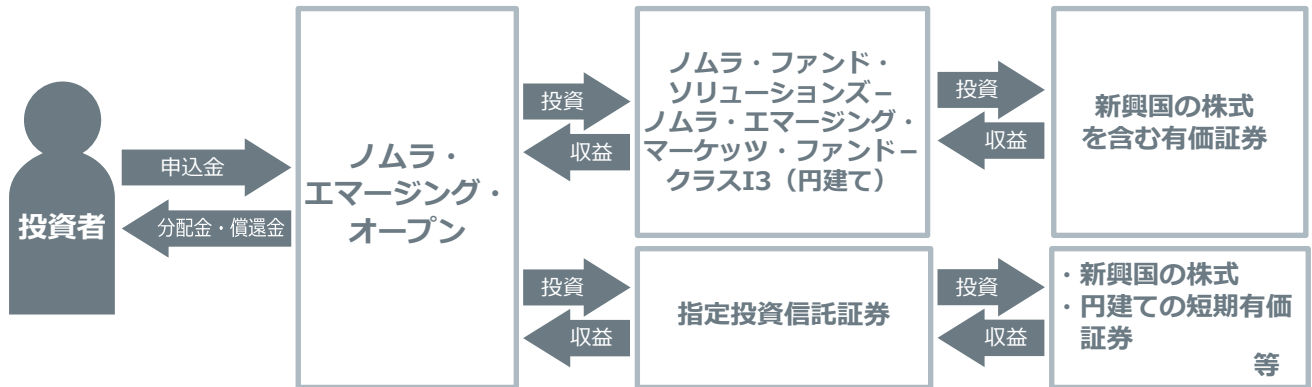 投資者
申込金
分配金・償還金
ノムラ・
エマージング・
オープン
投資
収益
ノムラ・ファンド・
ソリューションズ－
ノムラ・エマージング・
マーケッツ・ファンド－
クラスI3（円建て）
投資
収益
新興国の株式
を含む有価証券
投資
収益
指定投資信託証券
投資
収益
・新興国の株式
・円建ての短期有価
証券
等